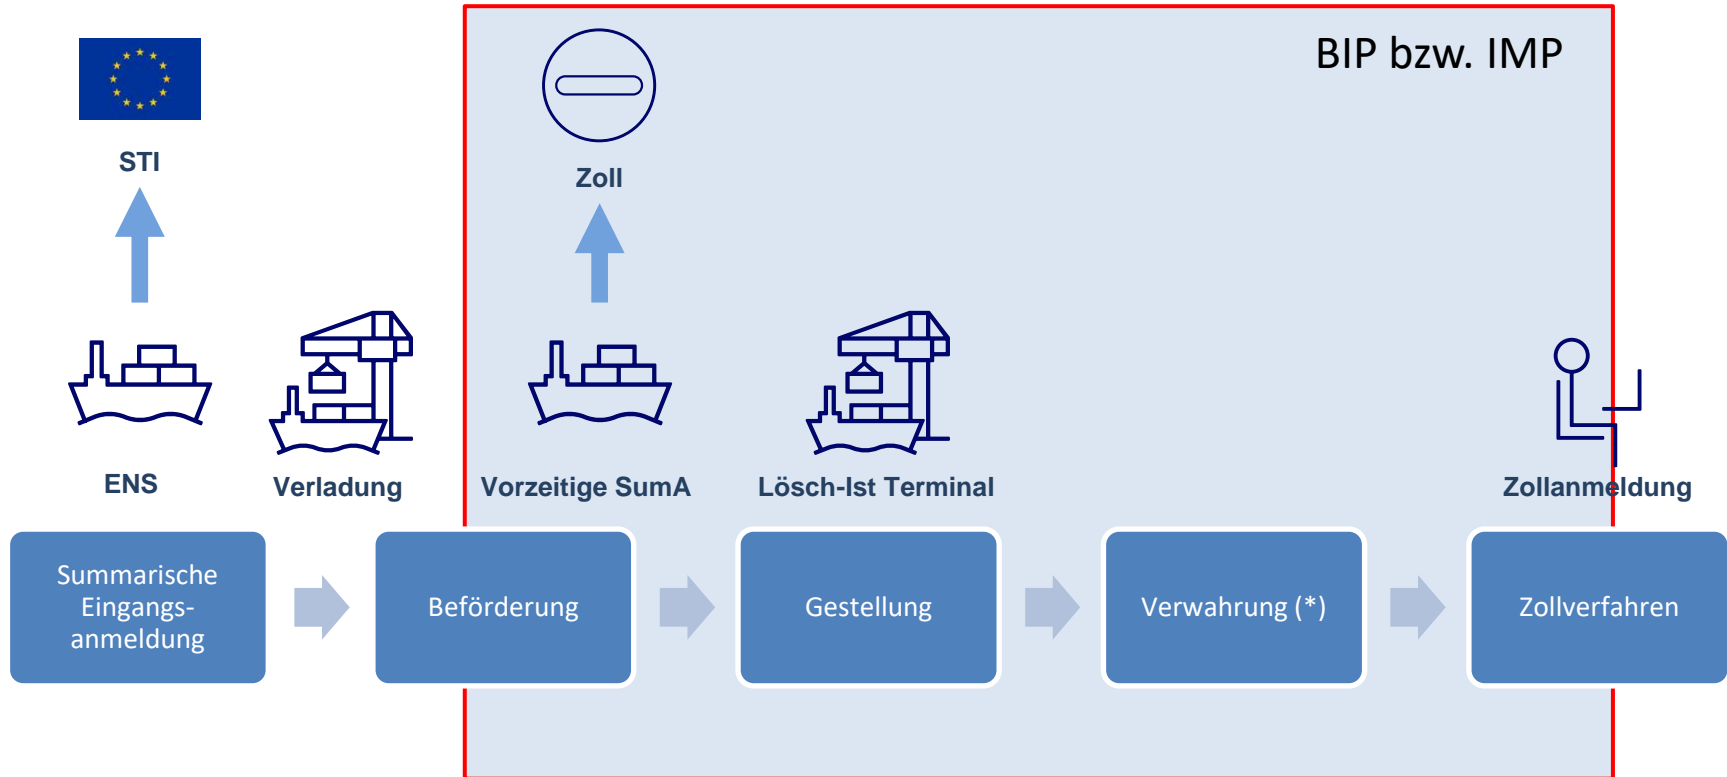 BIP bzw. IMP
STI
Zoll
ENS
Verladung
Vorzeitige SumA
Lösch-Ist Terminal
Zollanmeldung
Summarische
Eingangs-
anmeldung
Beförderung
Gestellung
Verwahrung (*)
Zollverfahren